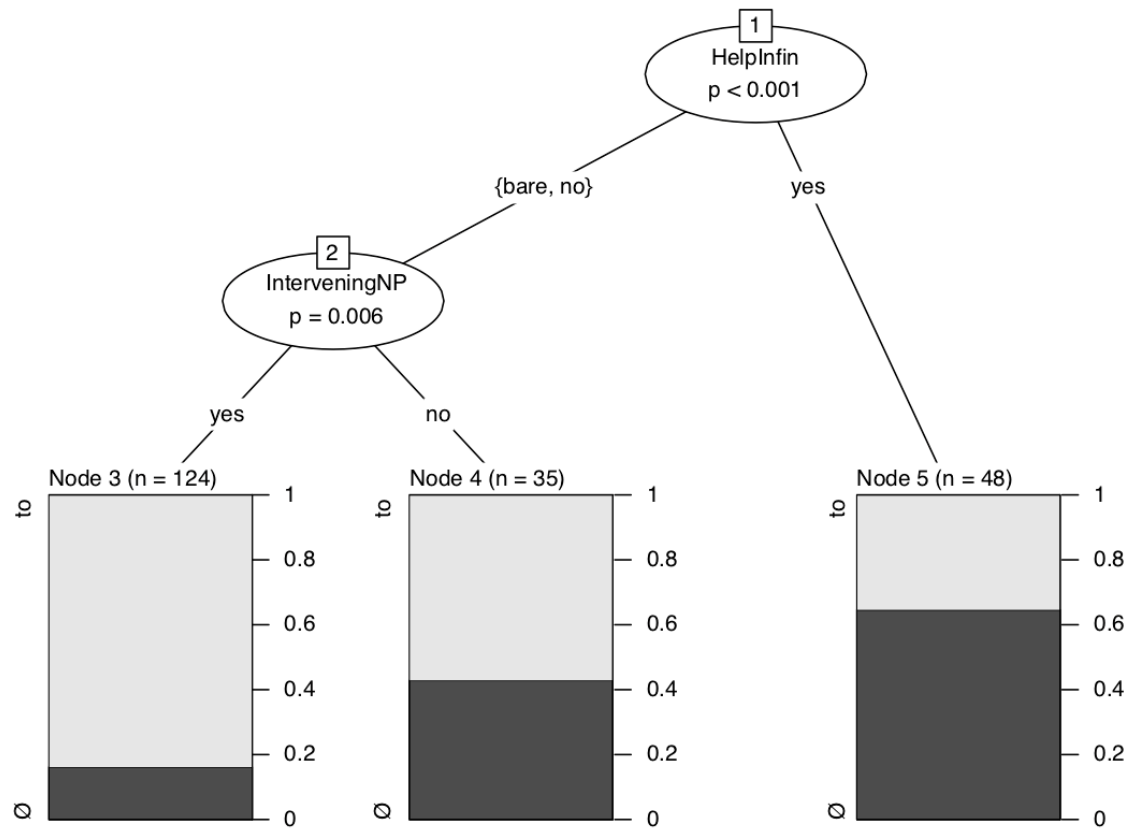 1
HelpInfin
p < 0.001
{bare, no}
yes
2
InterveningNP
p = 0.006
yes
no
Node 3 (n = 124)
to
Ø
1
0.8
0.6
0.4
0.2
0
Node 4 (n = 35)
to
Ø
1
0.8
0.6
0.4
0.2
0
Node 5 (n = 48)
to
Ø
1
0.8
0.6
0.4
0.2
0